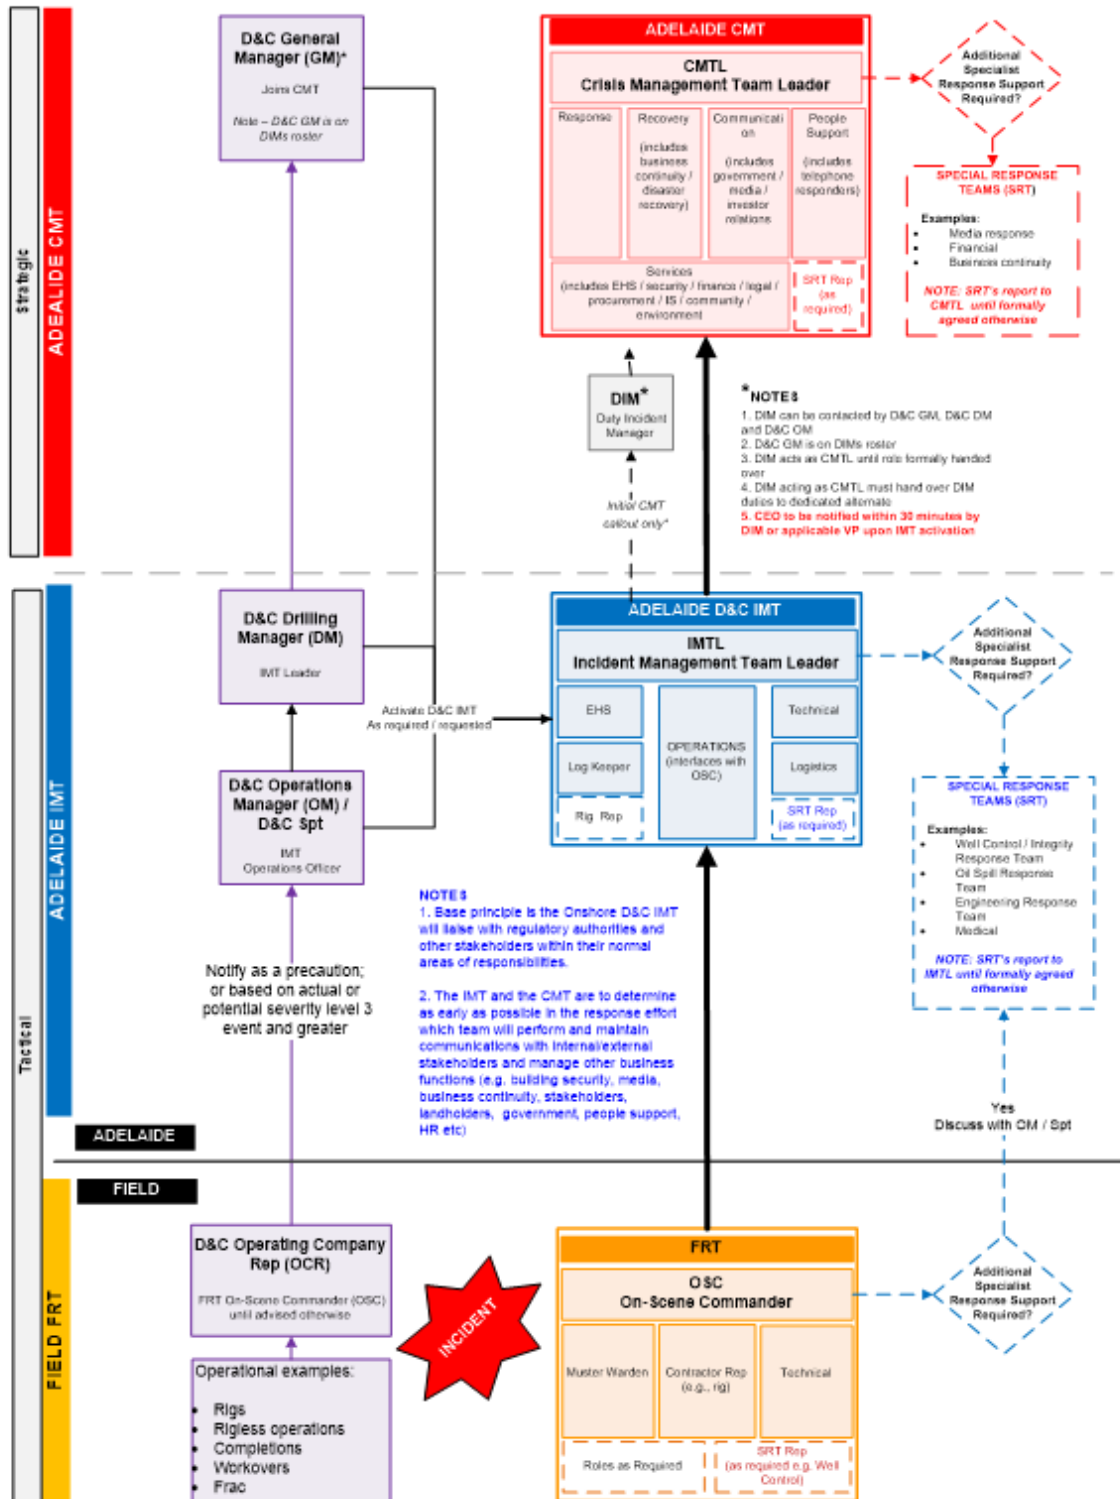 Strategic
ADEALIDE CMT
D&C General
Manager (GM)*
Joins CMT
Note – D&C GM is on
DIMs roster
ADELAIDE CMT
CMTL
Crisis Management Team Leader
Response
Recovery
(includes
business
continuity /
disaster
recovery)
Communicati
on
(includes
government /
media /
investor
relations
People
Support
(includes
telephone
responders)
Services
(includes EHS / security / finance / legal /
procurement / IS / community /
environment
SRT Rep
(as
required)
Additional
Specialist
Response Support
Required?
SPECIAL RESPONSE
TEAMS (SRT)
Examples:
• Media response
• Financial
• Business continuity
NOTE: SRT's report to
CMTL until formally
agreed otherwise
DIM*
Duty Incident
Manager
Initial CMT
callout only*
*NOTES
1. DIM can be contacted by D&C GM, D&C DM
and D&C OM
2. D&C GM is on DIMs roster
3. DIM acts as CMTL until role formally handed
over
4. DIM acting as CMTL must hand over DIM
duties to dedicated alternate
5. CEO to be notified within 30 minutes by
DIM or applicable VP upon IMT activation
Tactical
ADELAIDE IMT
D&C Drilling
Manager (DM)
IMT Leader
D&C Operations
Manager (OM) /
D&C Spt
IMT
Operations Officer
Activate D&C IMT
As required / requested
ADELAIDE D&C IMT
IMTL
Incident Management Team Leader
EHS
Log Keeper
Rig Rep
OPERATIONS
(interfaces with
OSC)
Technical
Logistics
SRT Rep
(as required)
Additional
Specialist
Response Support
Required?
SPECIAL RESPONSE
TEAMS (SRT)
Examples:
• Well Control / Integrity
Response Team
• Oil Spill Response
Team
• Engineering Response
Team
• Medical
NOTE: SRT's report to
IMTL until formally agreed
otherwise
Notify as a precaution;
or based on actual or
potential severity level 3
event and greater
NOTES
1. Base principle is the Onshore D&C IMT
will liaise with regulatory authorities and
other stakeholders within their normal
areas of responsibilities.
2. The IMT and the CMT are to determine
as early as possible in the response effort
which team will perform and maintain
communications with internal/external
stakeholders and manage other business
functions (e.g. building security, media,
business continuity, stakeholders,
landholders, government, people support,
HR etc)
Yes
Discuss with OM / Spt
ADELAIDE
FIELD
FIELD FRT
D&C Operating Company
Rep (OCR)
FRT On-Scene Commander (OSC)
until advised otherwise
Operational examples:
• Rigs
• Rigless operations
• Completions
• Workovers
• Frac
INCIDENT
FRT
OSC
On-Scene Commander
Muster Warden
Contractor Rep
(e.g., rig)
Technical
Roles as Required
SRT Rep
(as required e.g. Well
Control)
Additional
Specialist
Response Support
Required?